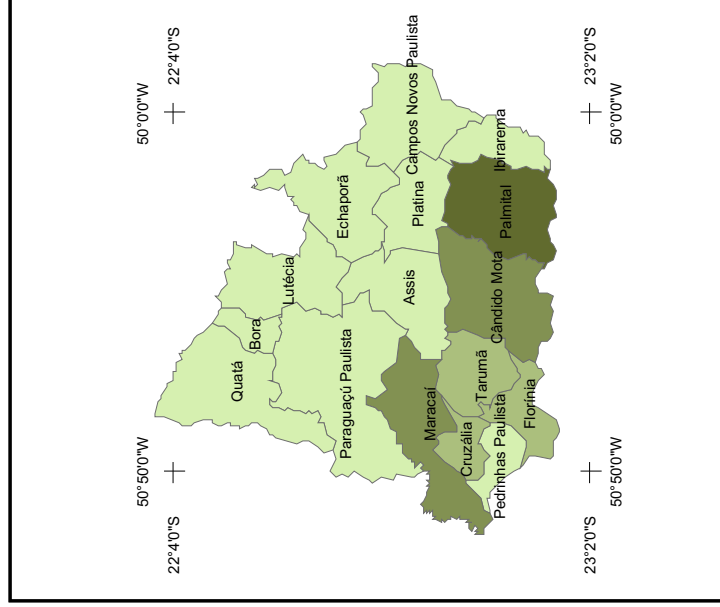 50°50'0"W
50°0'0"W
22°4'0"S
22°4'0"S
Quatá
Bora
Lutécia
Echaporã
Campos Novos Paulista
Paraguaçú Paulista
Assis
Platina
Maracaí
Cruzália
Tarumã
Cândido Mota
Palmital
Ibirarema
Pedrinhas Paulista
Florínia
23°2'0"S
23°2'0"S
50°50'0"W
50°0'0"W